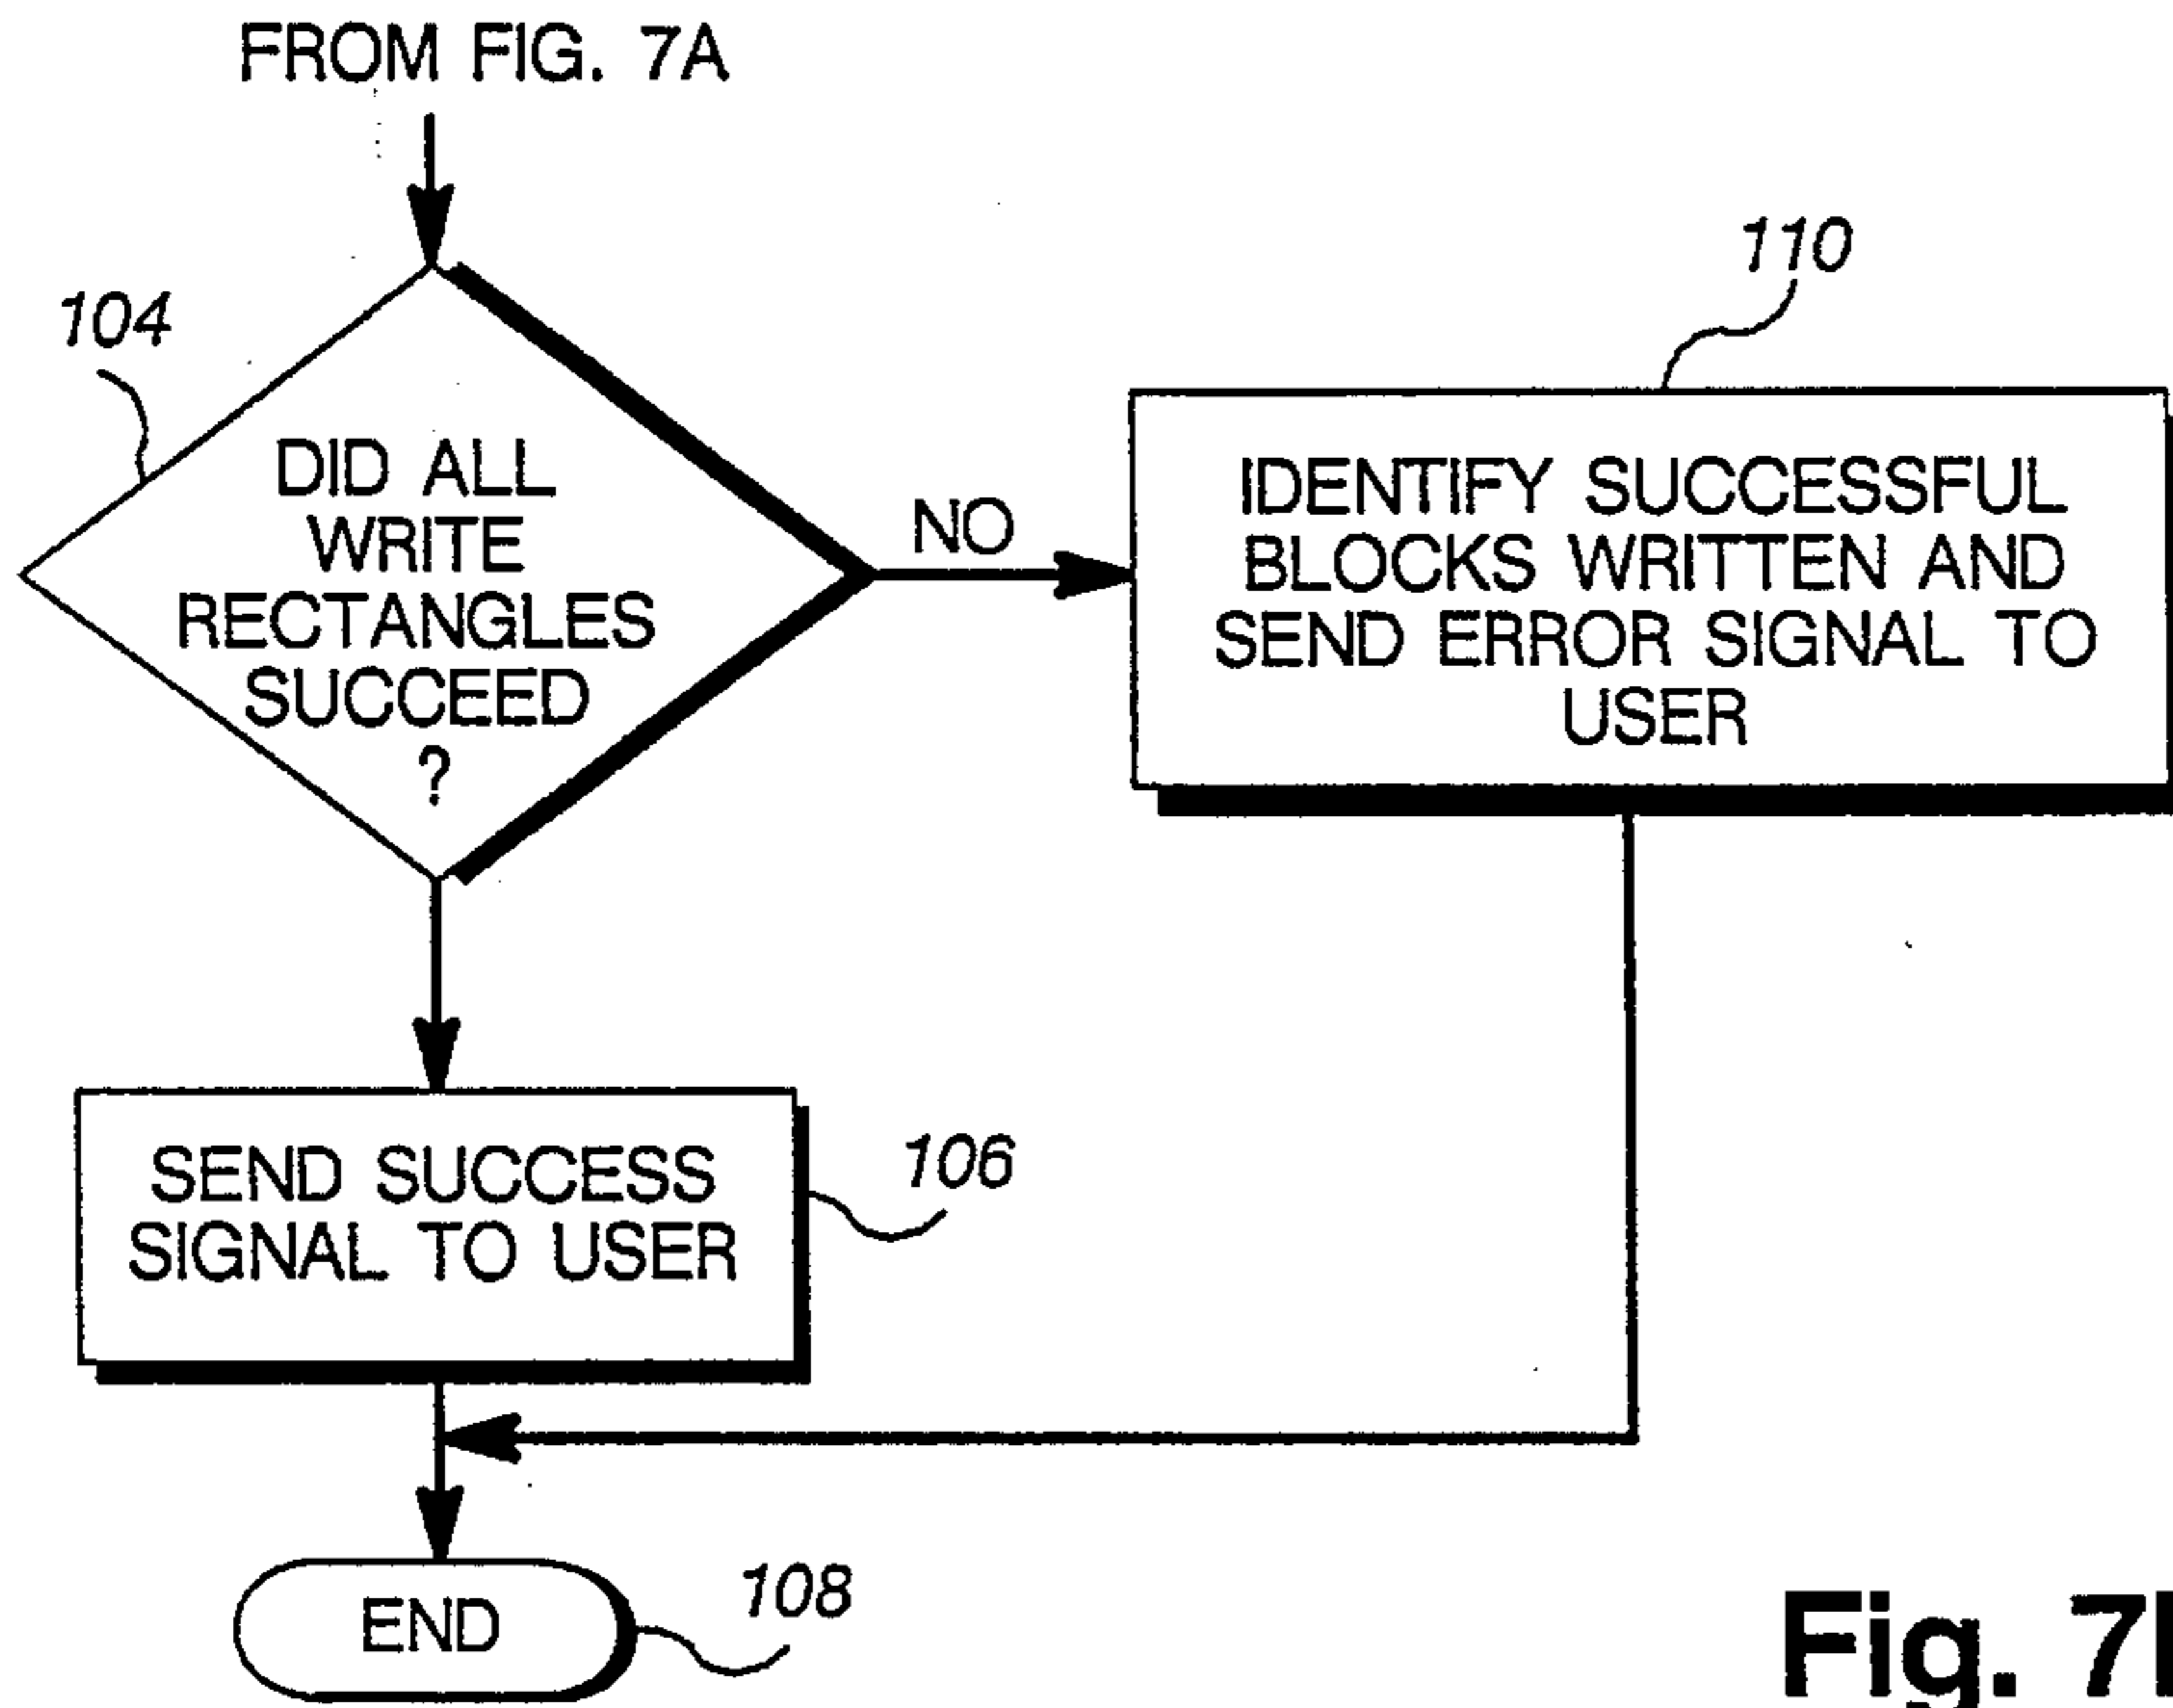 FROM FIG. 7A
104
DID ALL
WRITE
RECTANGLES
SUCCEED
?
NO
110
IDENTIFY SUCCESSFUL
BLOCKS WRITTEN AND
SEND ERROR SIGNAL TO
USER
SEND SUCCESS
SIGNAL TO USER
106
END
108
Fig.